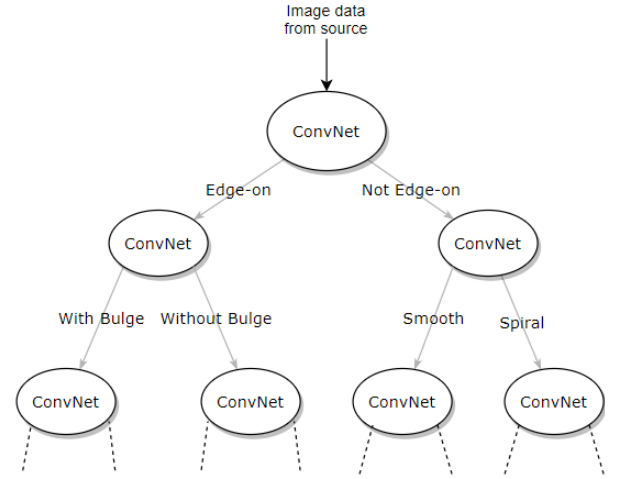 Image data
from source
ConvNet
Edge-on
Not Edge-on
ConvNet
ConvNet
With Bulge
Without Bulge
Smooth
Spiral
ConvNet
ConvNet
ConvNet
ConvNet